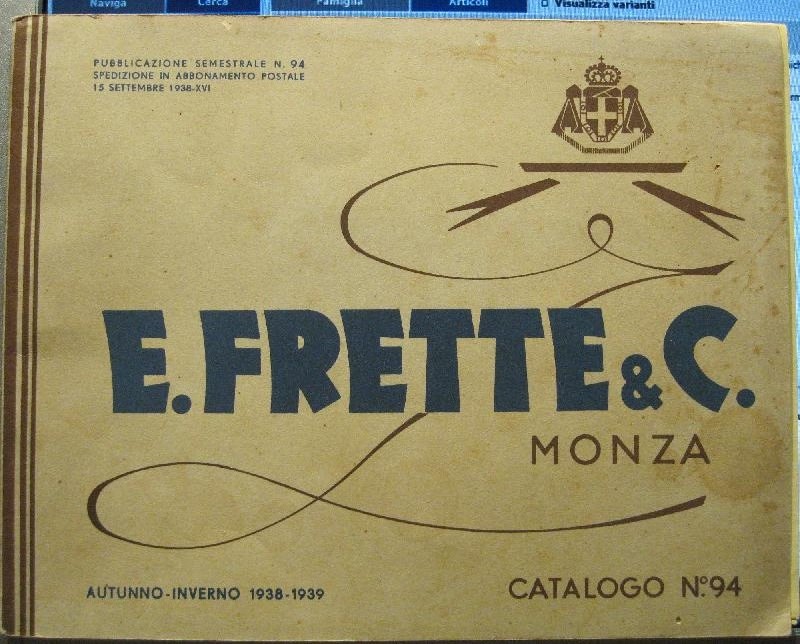 Naviga Cerca Famiglia Articoli Visualizza varianti
PUBBLICAZIONE SEMESTRALE N. 94
SPEDIZIONE IN ABBONAMENTO POSTALE
15 SETTEMBRE 1938-XVI
E. FRETTE & C.
MONZA
AUTUNNO-INVERNO 1938-1939
CATALOGO N.º 94